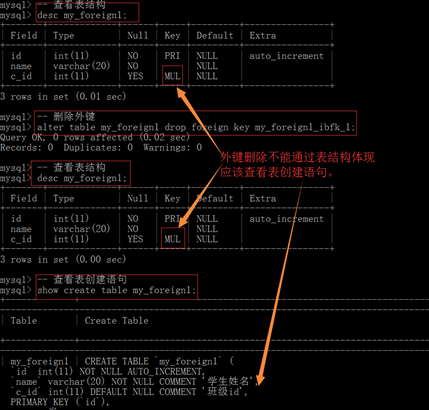 mysql> -- 查看表结构
mysql> desc my_foreign1;
| Field | Type | Null | Key | Default | Extra |
| id | int(11) | NO | PRI | NULL | auto_increment |
| name | varchar(20) | NO | | NULL | |
| c_id | int(11) | YES | MUL | NULL | |
3 rows in set (0.01 sec)
mysql> -- 删除外键
mysql> alter table my_foreign1 drop foreign key my_foreign1_ibfk_1;
Query OK, 0 rows affected (0.02 sec)
Records: 0 Duplicates: 0 Warnings: 0
外键删除不能通过表结构体现
应该查看表创建语句。
mysql> -- 查看表结构
mysql> desc my_foreign1;
| Field | Type | Null | Key | Default | Extra |
| id | int(11) | NO | PRI | NULL | auto_increment |
| name | varchar(20) | NO | | NULL | |
| c_id | int(11) | YES | MUL | NULL | |
3 rows in set (0.00 sec)
mysql> -- 查看表创建语句
mysql> show create table my_foreign1;
| Table | Create Table
| my_foreign1 | CREATE TABLE `my_foreign1` (
`id` int(11) NOT NULL AUTO_INCREMENT,
`name` varchar(20) NOT NULL COMMENT '学生姓名',
`c_id` int(11) DEFAULT NULL COMMENT '班级id',
PRIMARY KEY (`id`),